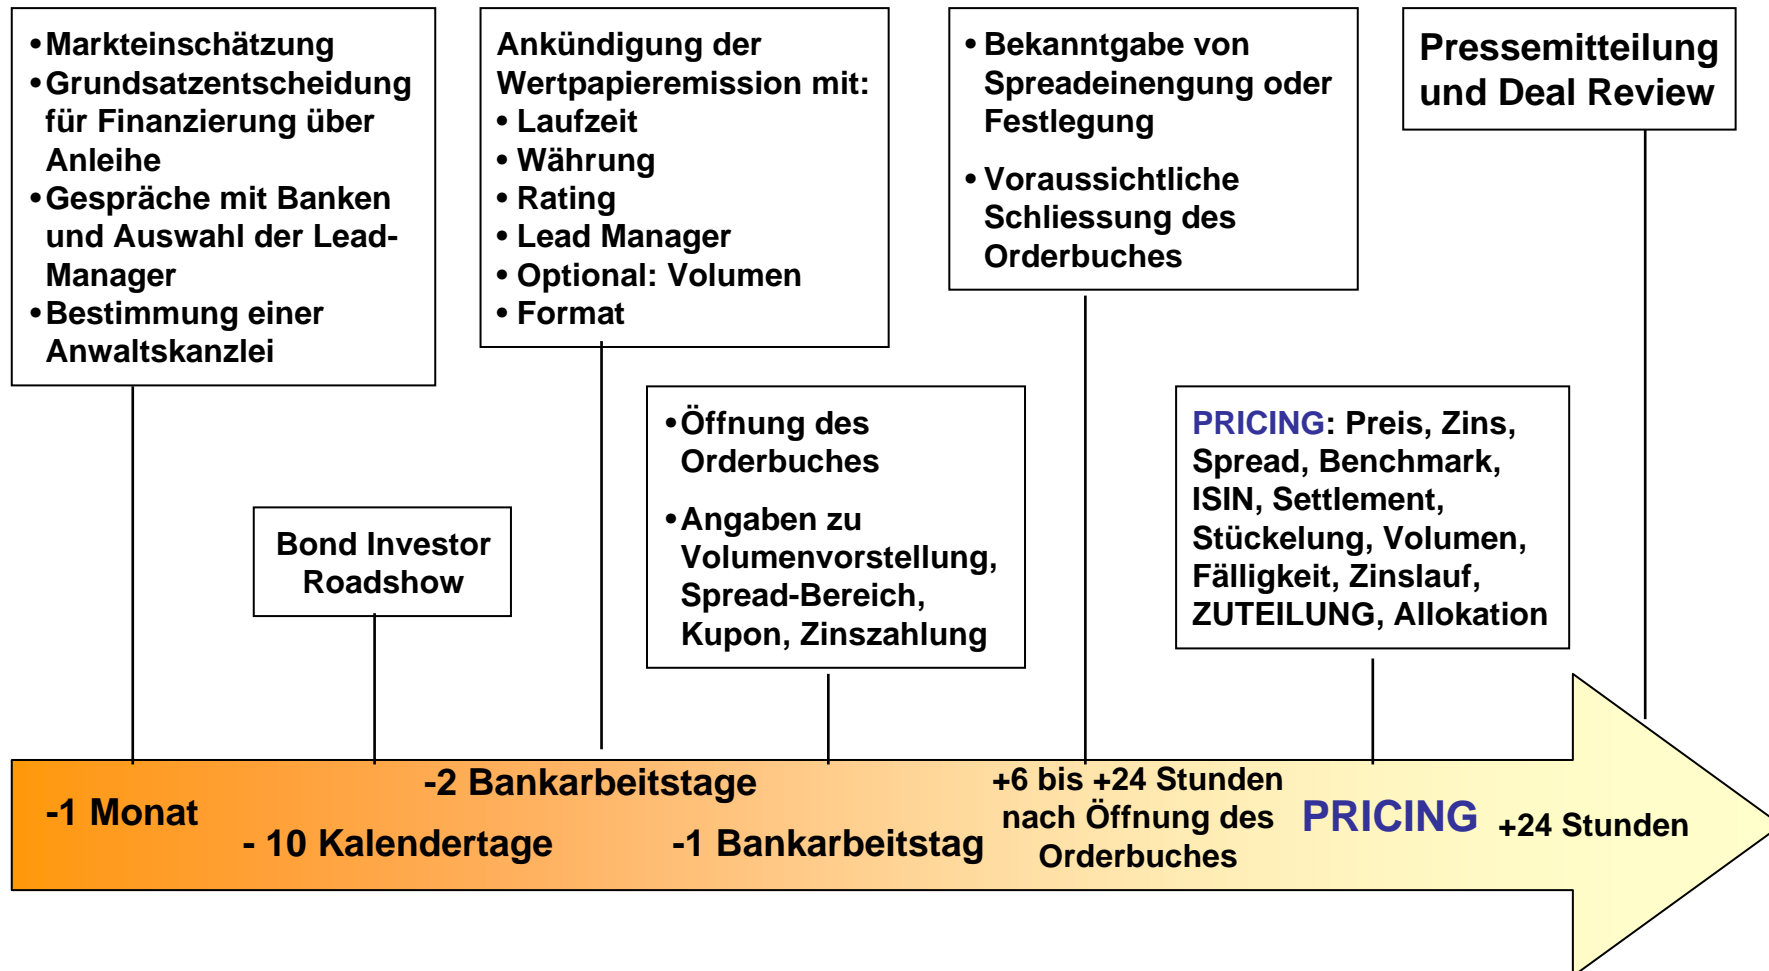 • Markteinschätzung
• Grundsatzentscheidung
für Finanzierung über
Anleihe
• Gespräche mit Banken
und Auswahl der Lead-
Manager
• Bestimmung einer
Anwaltskanzlei
Ankündigung der
Wertpapieremission mit:
• Laufzeit
• Währung
• Rating
• Lead Manager
• Optional: Volumen
• Format
• Bekanntgabe von
Spreadeinengung oder
Festlegung
• Voraussichtliche
Schliessung des
Orderbuches
Pressemitteilung
und Deal Review
Bond Investor
Roadshow
• Öffnung des
Orderbuches
• Angaben zu
Volumenvorstellung,
Spread-Bereich,
Kupon, Zinszahlung
PRICING: Preis, Zins,
Spread, Benchmark,
ISIN, Settlement,
Stückelung, Volumen,
Fälligkeit, Zinslauf,
ZUTEILUNG, Allokation
-1 Monat
- 10 Kalendertage
-2 Bankarbeitstage
-1 Bankarbeitstag
+6 bis +24 Stunden
nach Öffnung des
Orderbuches
PRICING
+24 Stunden